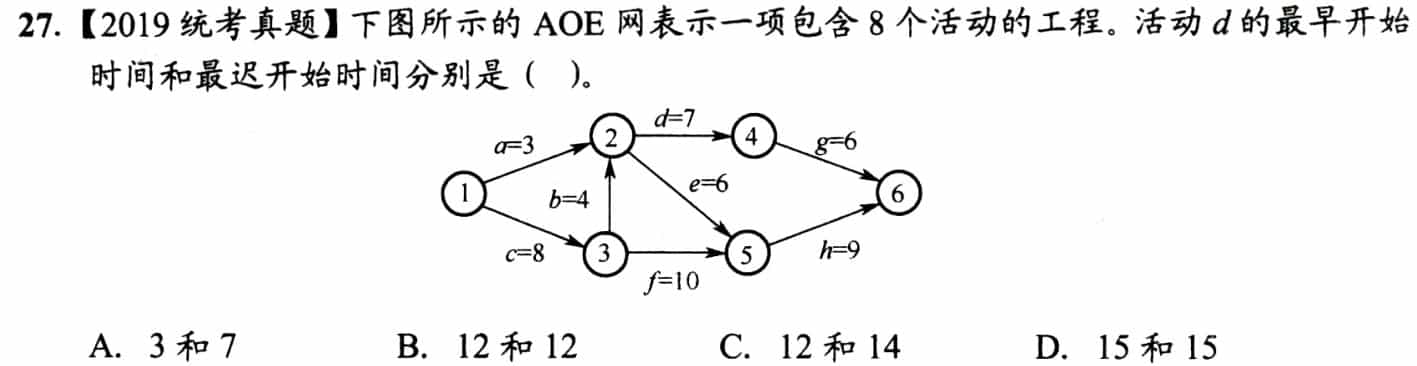 27.【2019 统考真题】下图所示的 AOE 网表示一项包含 8 个活动的工程。活动 d 的最早开始
时间和最迟开始时间分别是 ( )。
d=7
2
4
a=3
g=6
1
b=4
e=6
6
c=8
3
5
h=9
f=10
A. 3 和 7 B. 12 和 12 C. 12 和 14 D. 15 和 15